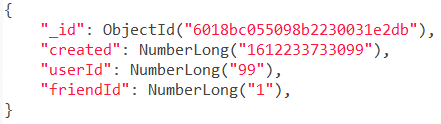 {
    "_id": ObjectId("6018bc055098b2230031e2db"),
    "created": NumberLong("1612233733099"),
    "userId": NumberLong("99"),
    "friendId": NumberLong("1"),
}